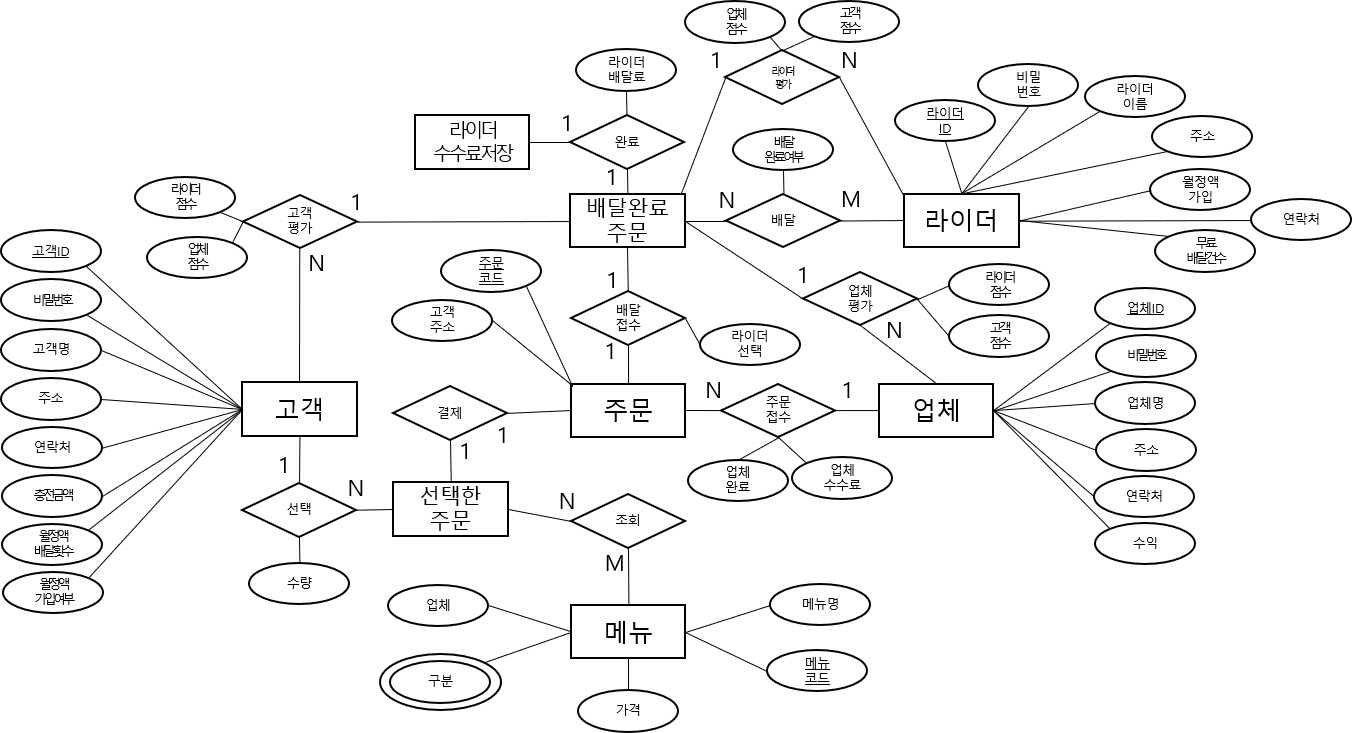 업체
점수
고객
점수
1
N
라이더
평가
라이더
배달료
비밀
번호
라이더
이름
라이더
ID
주소
라이더
수수료저장
1
완료
배달
완료여부
1
월정액
가입
라이더
점수
고객
평가
1
배달완료
주문
N
배달
M
라이더
연락처
업체
점수
무료
배달건수
고객ID
N
주문
코드
1
1
업체
평가
라이더
점수
비밀번호
고객
주소
배달
접수
업체ID
라이더
선택
N
고객
점수
고객명
1
비밀번호
주소
고객
결제
1
주문
N
주문
접수
1
업체
업체명
연락처
1
주소
1
업체
완료
업체
수수료
충전금액
선택
N
선택한
주문
N
조회
연락처
월정액
배달횟수
M
수익
월정액
가입여부
수량
업체
메뉴명
메뉴
구분
메뉴
코드
가격